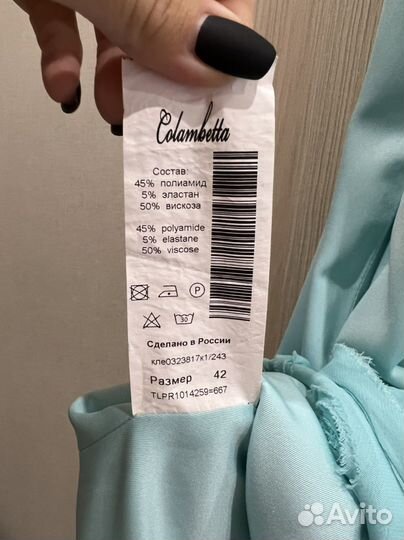 Colambetta
Состав:
45% полиамид
5% эластан
50% вискоза
45% polyamide
5% elastane
50% viscose
P
30
Сделано в России
кле0323817х1/243
Размер 42
TLPR1014259=667
Avito